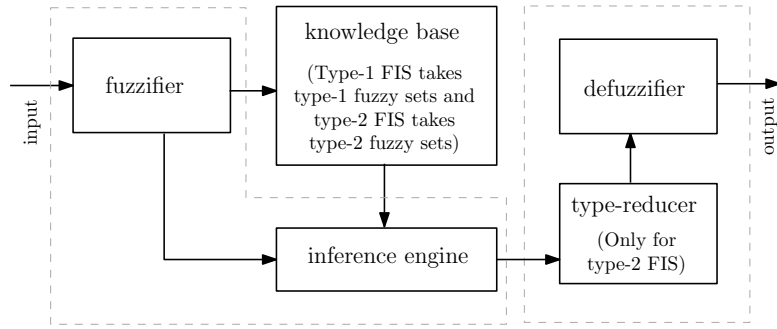 input
fuzzifier
knowledge base
(Type-1 FIS takes
type-1 fuzzy sets and
type-2 FIS takes
type-2 fuzzy sets)
inference engine
defuzzifier
type-reducer
(Only for
type-2 FIS)
output